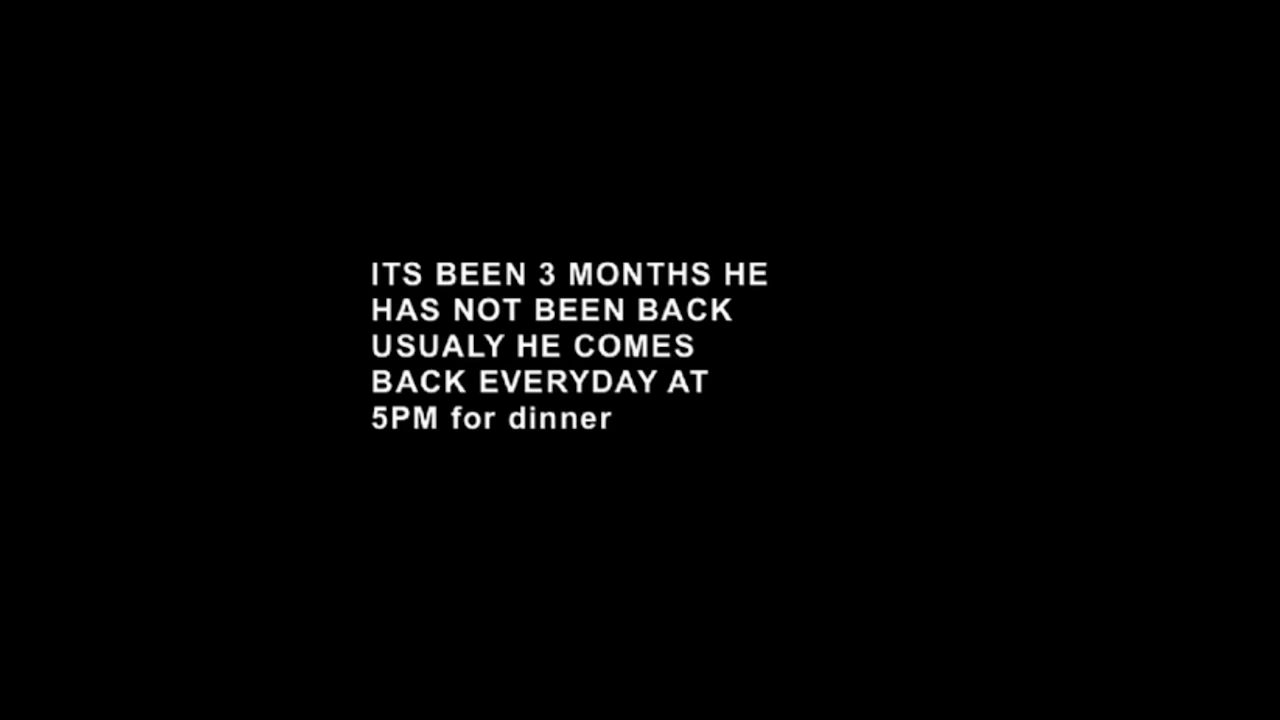 ITS BEEN 3 MONTHS HE
HAS NOT BEEN BACK
USUALY HE COMES
BACK EVERYDAY AT
5PM for dinner